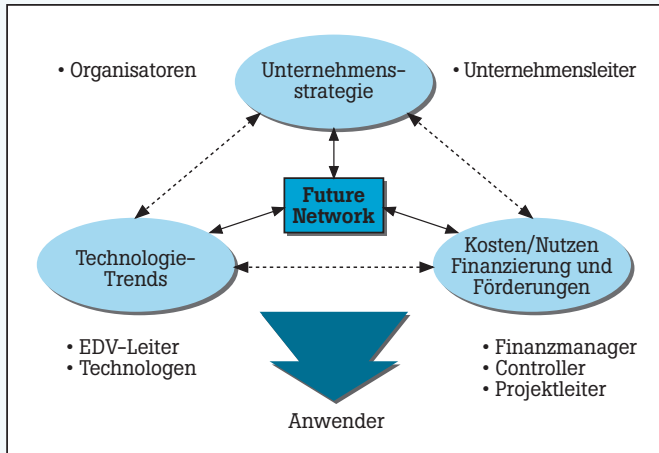 • Organisatoren
Unternehmens-
strategie
• Unternehmensleiter
Future
Network
Technologie-
Trends
Kosten/Nutzen
Finanzierung und
Förderungen
• EDV-Leiter
• Technologen
• Finanzmanager
• Controller
• Projektleiter
Anwender